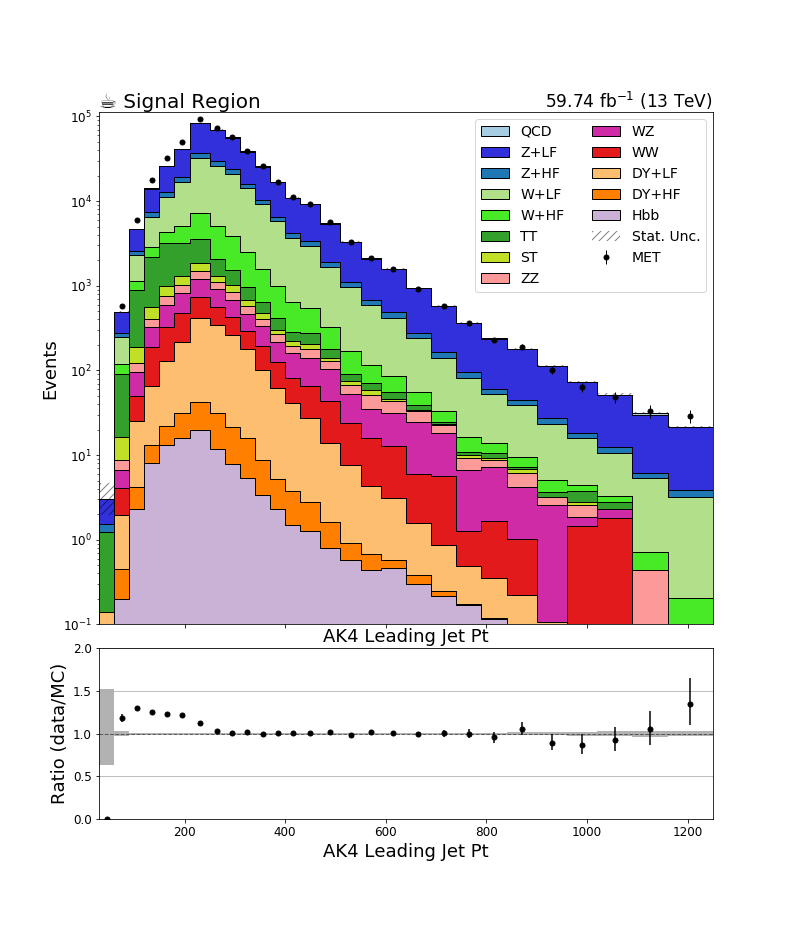 ☕ Signal Region
59.74 fb⁻¹ (13 TeV)
QCD
Z+LF
Z+HF
W+LF
W+HF
TT
ST
ZZ
WZ
WW
DY+LF
DY+HF
Hbb
Stat. Unc.
MET
Events
10⁵
10⁴
10³
10²
10¹
10⁰
10⁻¹
AK4 Leading Jet Pt
Ratio (data/MC)
2.0
1.5
1.0
0.5
0.0
200 400 600 800 1000 1200
AK4 Leading Jet Pt